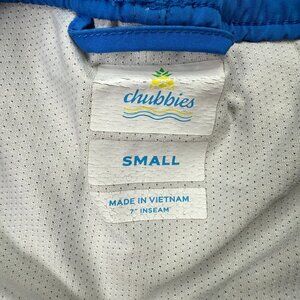 chubbies
SMALL
MADE IN VIETNAM
7" INSEAM